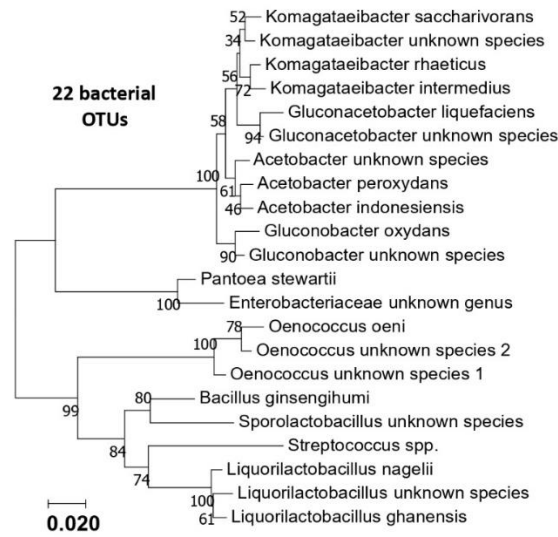 52
Komagataeibacter saccharivorans
34
Komagataeibacter unknown species
56
Komagataeibacter rhaeticus
72
Komagataeibacter intermedius
22 bacterial
OTUs
58
Gluconacetobacter liquefaciens
94
Gluconacetobacter unknown species
100
Acetobacter unknown species
61
Acetobacter peroxydans
46
Acetobacter indonesiensis
Gluconobacter oxydans
90
Gluconobacter unknown species
Pantoea stewartii
100
Enterobacteriaceae unknown genus
78
Oenococcus oeni
100
Oenococcus unknown species 2
Oenococcus unknown species 1
99
80
Bacillus ginsengihumi
Sporolactobacillus unknown species
84
Streptococcus spp.
74
Liquorilactobacillus nagelii
100
Liquorilactobacillus unknown species
61
Liquorilactobacillus ghanensis
0.020